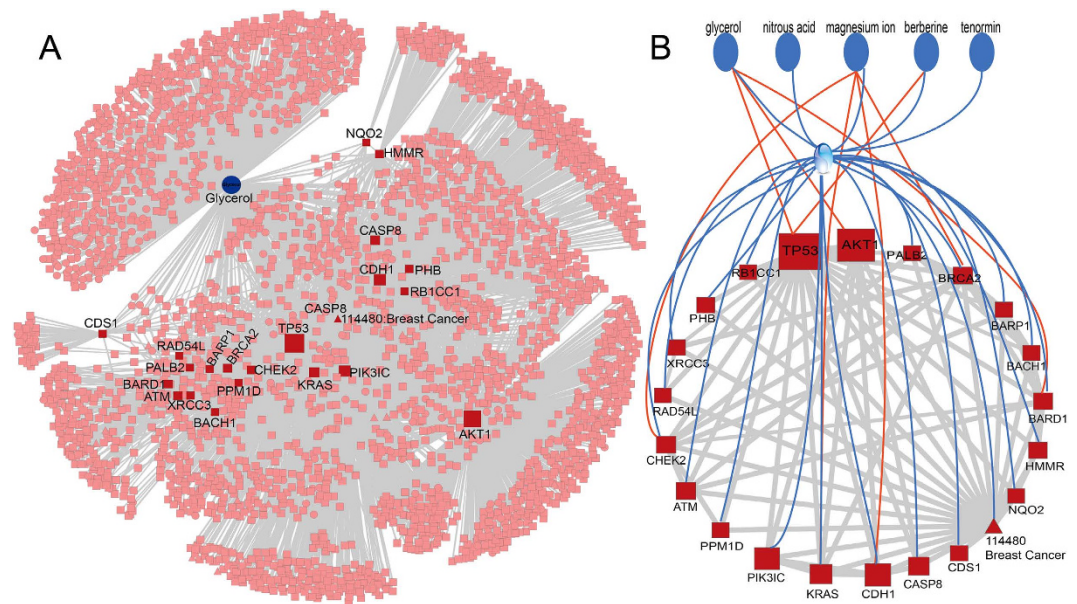 A
NQO2
HMMR
Glycerol
CASP8
CDH1
PHB
RB1CC1
CASP8
114480:Breast Cancer
CDS1
TP53
RAD54L
BARP1
BRCA2
PALB2
CHEK2
KRAS
PIK3IC
BARD1
PPM1D
ATM
XRCC3
BACH1
AKT1
B
glycerol
nitrous acid
magnesium ion
berberine
tenormin
TP53
AKT1
PALB2
RB1CC1
BRCA2
PHB
BARP1
XRCC3
BACH1
RAD54L
BARD1
CHEK2
HMMR
ATM
NQO2
PPM1D
114480
Breast Cancer
PIK3IC
KRAS
CDH1
CASP8
CDS1